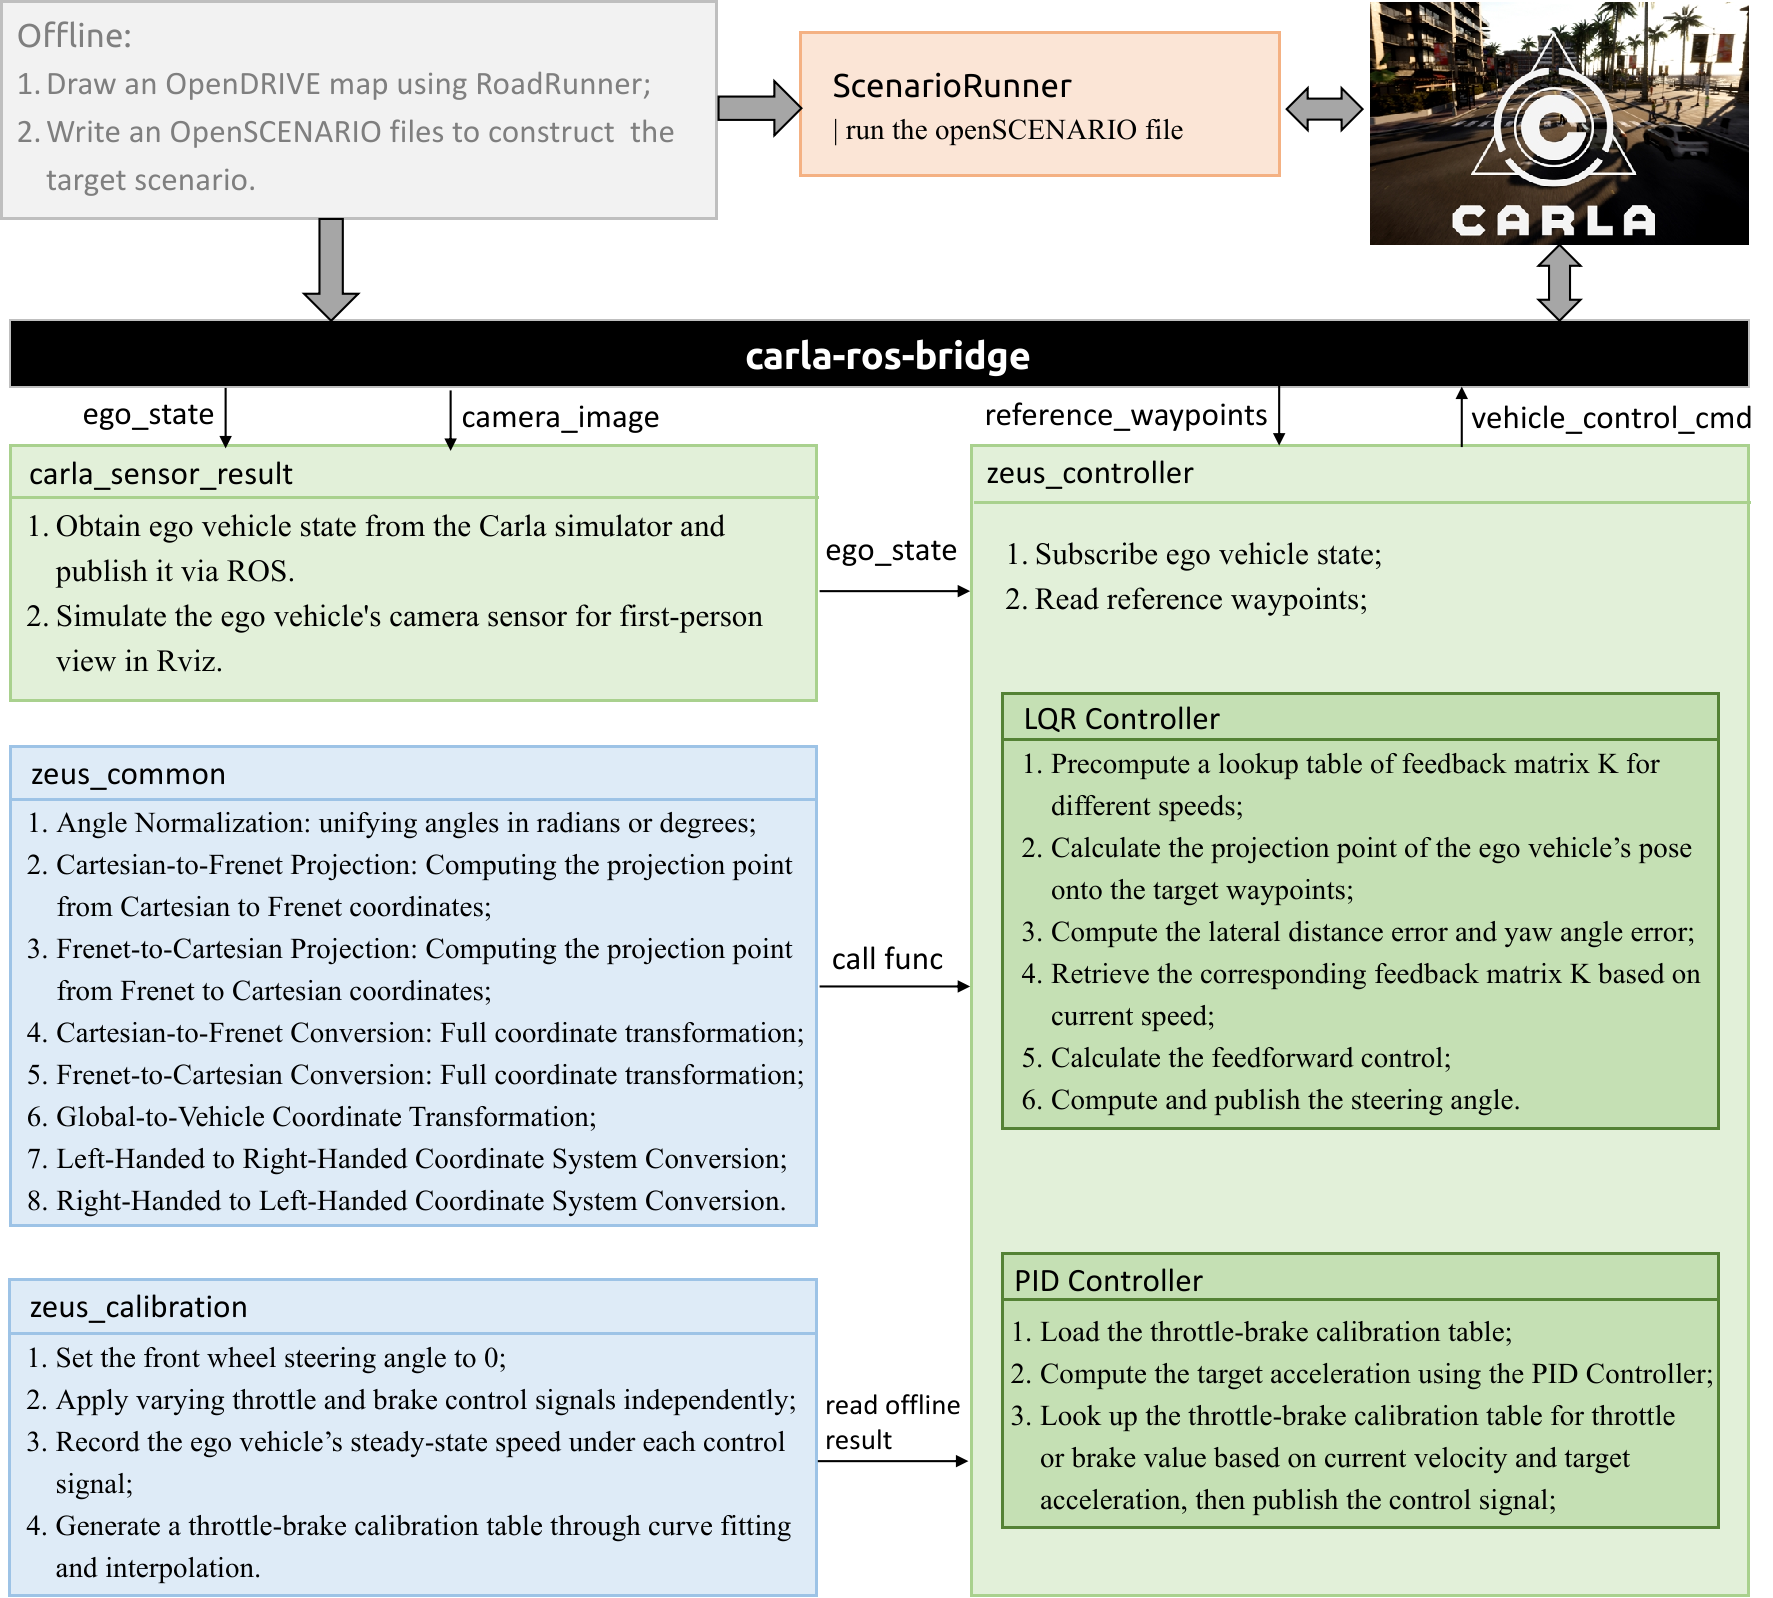 Offline:
1. Draw an OpenDRIVE map using RoadRunner;
2. Write an OpenSCENARIO files to construct the
target scenario.
ScenarioRunner
| run the openSCENARIO file
C
CARLA
carla-ros-bridge
ego_state
camera_image
reference_waypoints
vehicle_control_cmd
carla_sensor_result
1. Obtain ego vehicle state from the Carla simulator and
publish it via ROS.
2. Simulate the ego vehicle's camera sensor for first-person
view in Rviz.
ego_state
zeus_common
1. Angle Normalization: unifying angles in radians or degrees;
2. Cartesian-to-Frenet Projection: Computing the projection point
from Cartesian to Frenet coordinates;
3. Frenet-to-Cartesian Projection: Computing the projection point
from Frenet to Cartesian coordinates;
4. Cartesian-to-Frenet Conversion: Full coordinate transformation;
5. Frenet-to-Cartesian Conversion: Full coordinate transformation;
6. Global-to-Vehicle Coordinate Transformation;
7. Left-Handed to Right-Handed Coordinate System Conversion;
8. Right-Handed to Left-Handed Coordinate System Conversion.
call func
zeus_calibration
1. Set the front wheel steering angle to 0;
2. Apply varying throttle and brake control signals independently;
3. Record the ego vehicle’s steady-state speed under each control
signal;
4. Generate a throttle-brake calibration table through curve fitting
and interpolation.
read offline
result
zeus_controller
1. Subscribe ego vehicle state;
2. Read reference waypoints;
LQR Controller
1. Precompute a lookup table of feedback matrix K for
different speeds;
2. Calculate the projection point of the ego vehicle’s pose
onto the target waypoints;
3. Compute the lateral distance error and yaw angle error;
4. Retrieve the corresponding feedback matrix K based on
current speed;
5. Calculate the feedforward control;
6. Compute and publish the steering angle.
PID Controller
1. Load the throttle-brake calibration table;
2. Compute the target acceleration using the PID Controller;
3. Look up the throttle-brake calibration table for throttle
or brake value based on current velocity and target
acceleration, then publish the control signal;